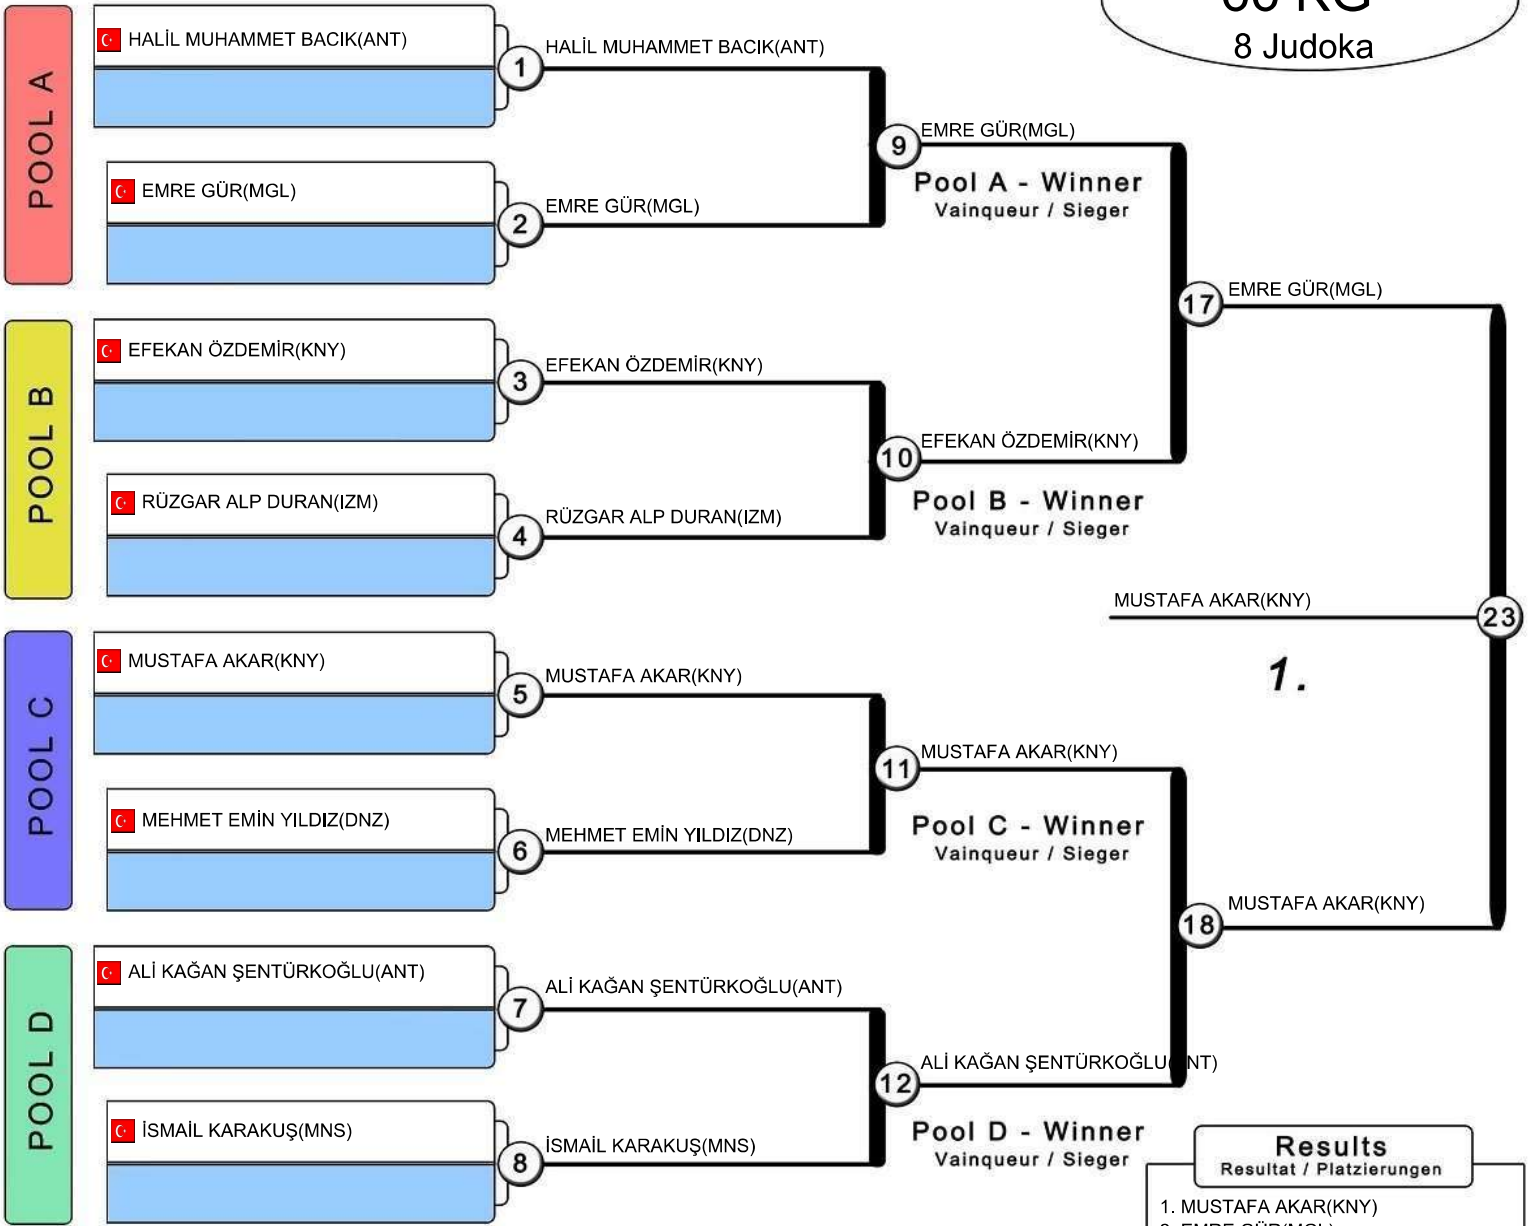 KG
8 Judoka
POOL A
HALİL MUHAMMET BACIK(ANT)
1
HALİL MUHAMMET BACIK(ANT)
EMRE GÜR(MGL)
2
EMRE GÜR(MGL)
9
EMRE GÜR(MGL)
Pool A - Winner
Vainqueur / Sieger
17
EMRE GÜR(MGL)
POOL B
EFEKAN ÖZDEMİR(KNY)
3
EFEKAN ÖZDEMİR(KNY)
RÜZGAR ALP DURAN(IZM)
4
RÜZGAR ALP DURAN(IZM)
10
EFEKAN ÖZDEMİR(KNY)
Pool B - Winner
Vainqueur / Sieger
MUSTAFA AKAR(KNY)
23
1.
POOL C
MUSTAFA AKAR(KNY)
5
MUSTAFA AKAR(KNY)
MEHMET EMİN YILDIZ(DNZ)
6
MEHMET EMİN YILDIZ(DNZ)
11
MUSTAFA AKAR(KNY)
Pool C - Winner
Vainqueur / Sieger
18
MUSTAFA AKAR(KNY)
POOL D
ALİ KAĞAN ŞENTÜRKOĞLU(ANT)
7
ALİ KAĞAN ŞENTÜRKOĞLU(ANT)
İSMAİL KARAKUŞ(MNS)
8
İSMAİL KARAKUŞ(MNS)
12
ALİ KAĞAN ŞENTÜRKOĞLU(ANT)
Pool D - Winner
Vainqueur / Sieger
Results
Resultat / Platzierungen
1. MUSTAFA AKAR(KNY)